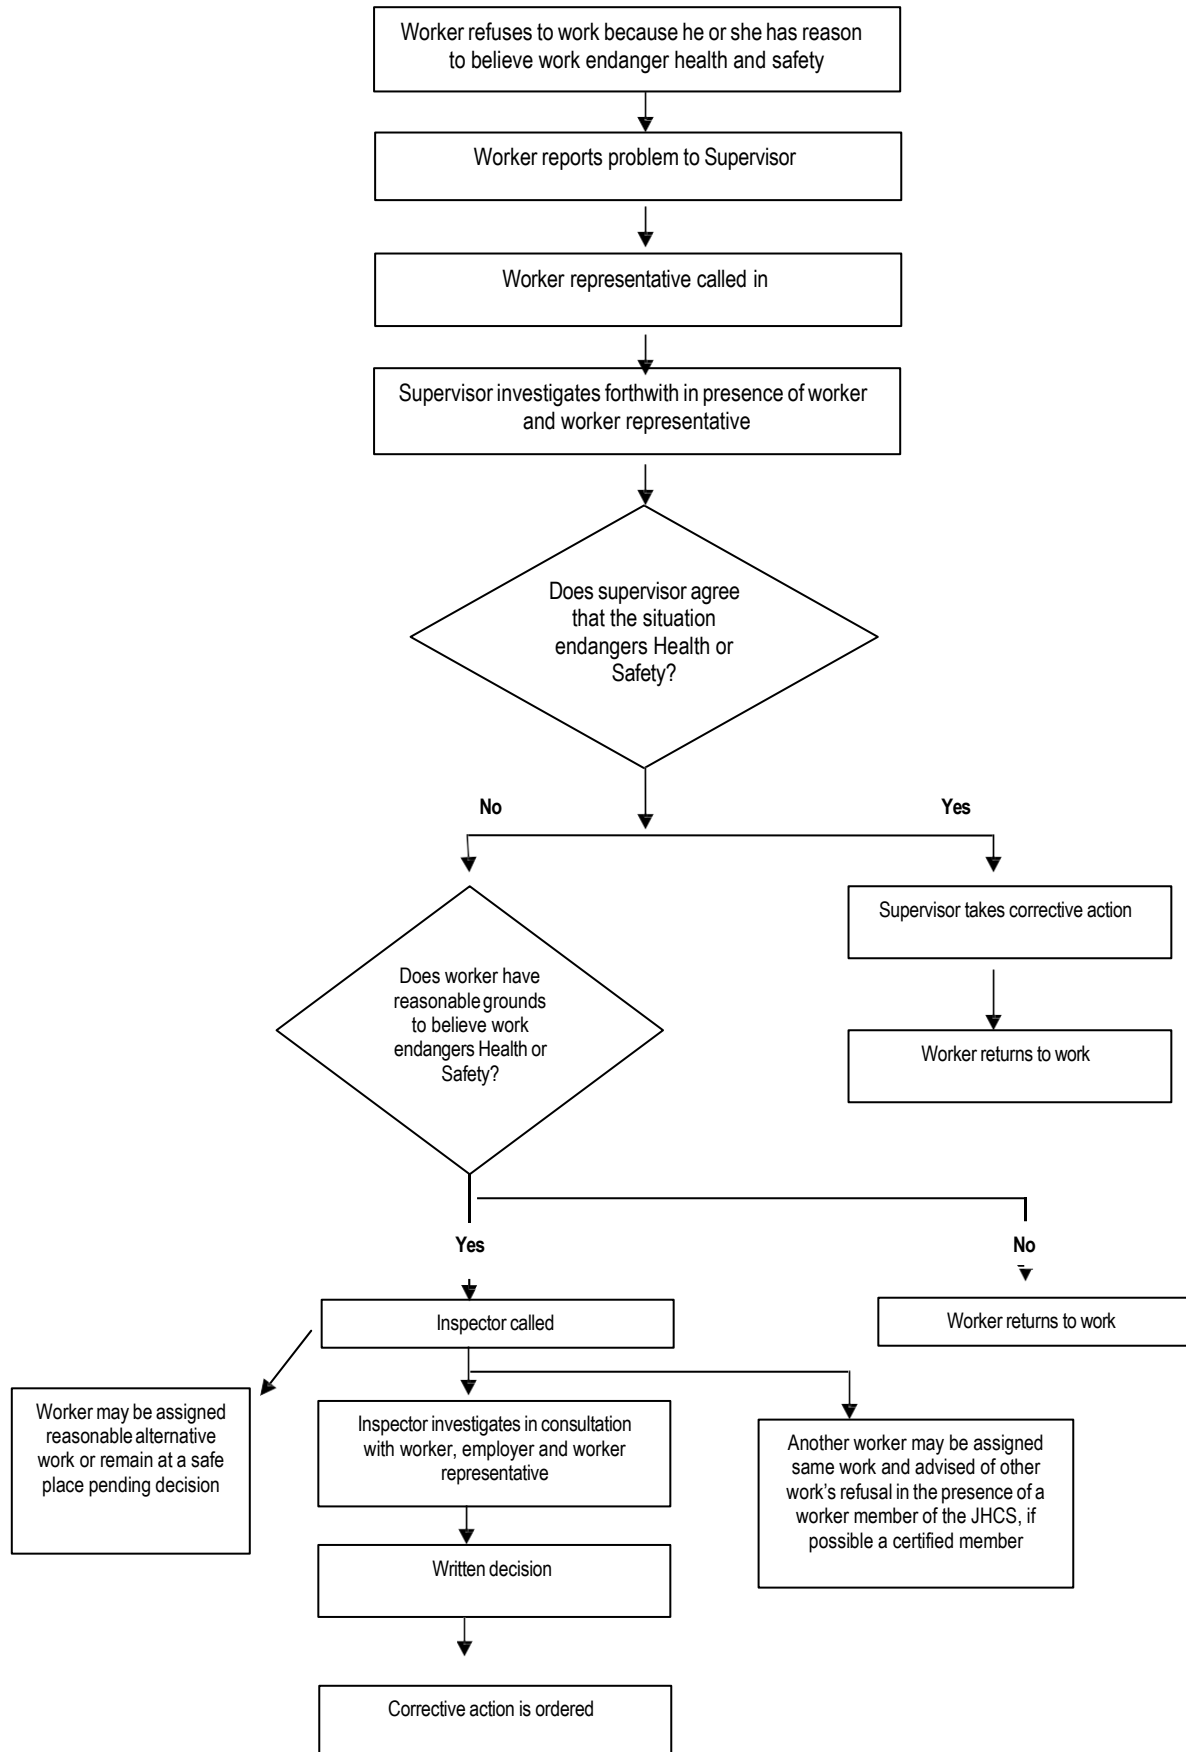 Worker refuses to work because he or she has reason
to believe work endanger health and safety
Worker reports problem to Supervisor
Worker representative called in
Supervisor investigates forthwith in presence of worker
and worker representative
Does supervisor agree
that the situation
endangers Health or
Safety?
No
Yes
Does worker have
reasonable grounds
to believe work
endangers Health or
Safety?
Supervisor takes corrective action
Worker returns to work
Yes
No
Inspector called
Worker returns to work
Worker may be assigned
reasonable alternative
work or remain at a safe
place pending decision
Inspector investigates in consultation
with worker, employer and worker
representative
Another worker may be assigned
same work and advised of other
work’s refusal in the presence of a
worker member of the JHCS, if
possible a certified member
Written decision
Corrective action is ordered